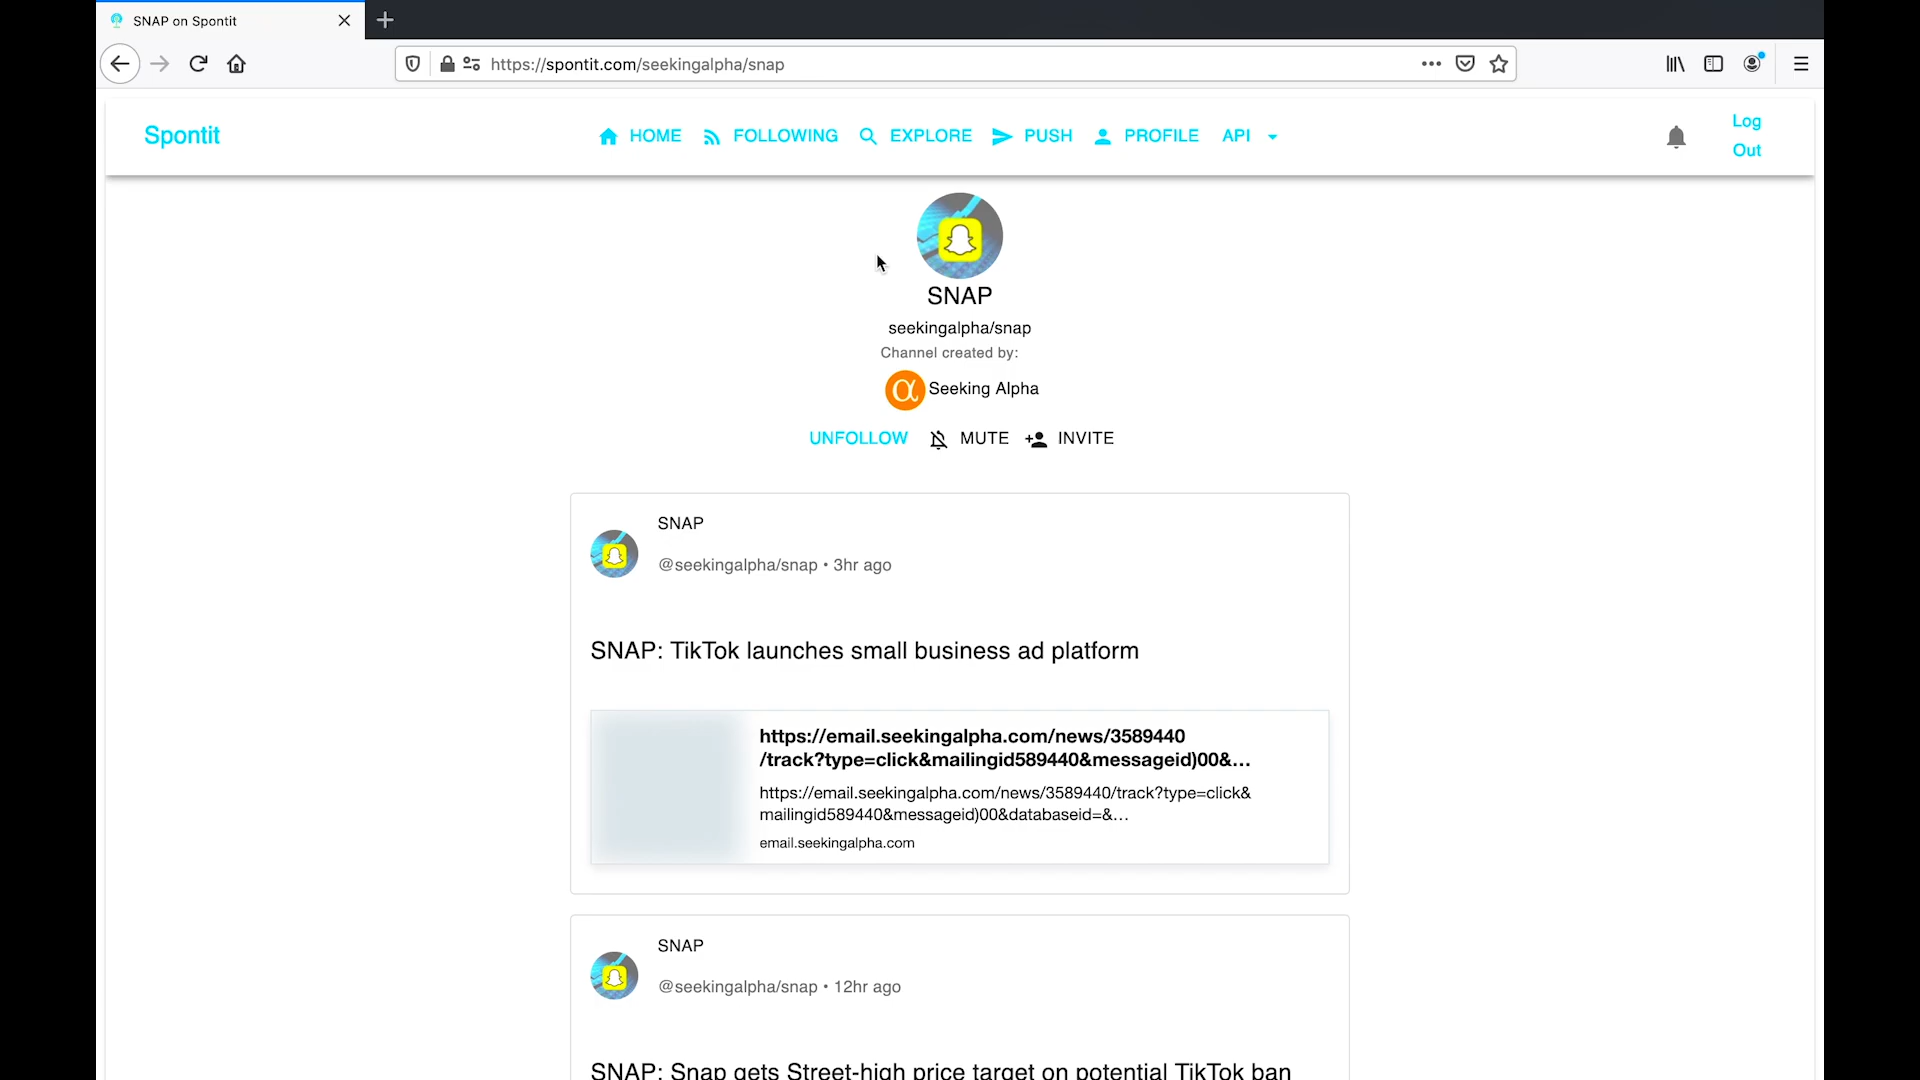 SNAP on Spontit
https://spontit.com/seekingalpha/snap
Spontit
HOME FOLLOWING EXPLORE PUSH PROFILE API
Log
Out
SNAP
seekingalpha/snap
Channel created by:
α Seeking Alpha
UNFOLLOW MUTE INVITE
SNAP
@seekingalpha/snap • 3hr ago
SNAP: TikTok launches small business ad platform
https://email.seekingalpha.com/news/3589440
/track?type=click&mailingid589440&messageid)00&...
https://email.seekingalpha.com/news/3589440/track?type=click&
mailingid589440&messageid)00&databaseid=&...
email.seekingalpha.com
SNAP
@seekingalpha/snap • 12hr ago
SNAP: Snap gets Street-high price target on potential TikTok ban